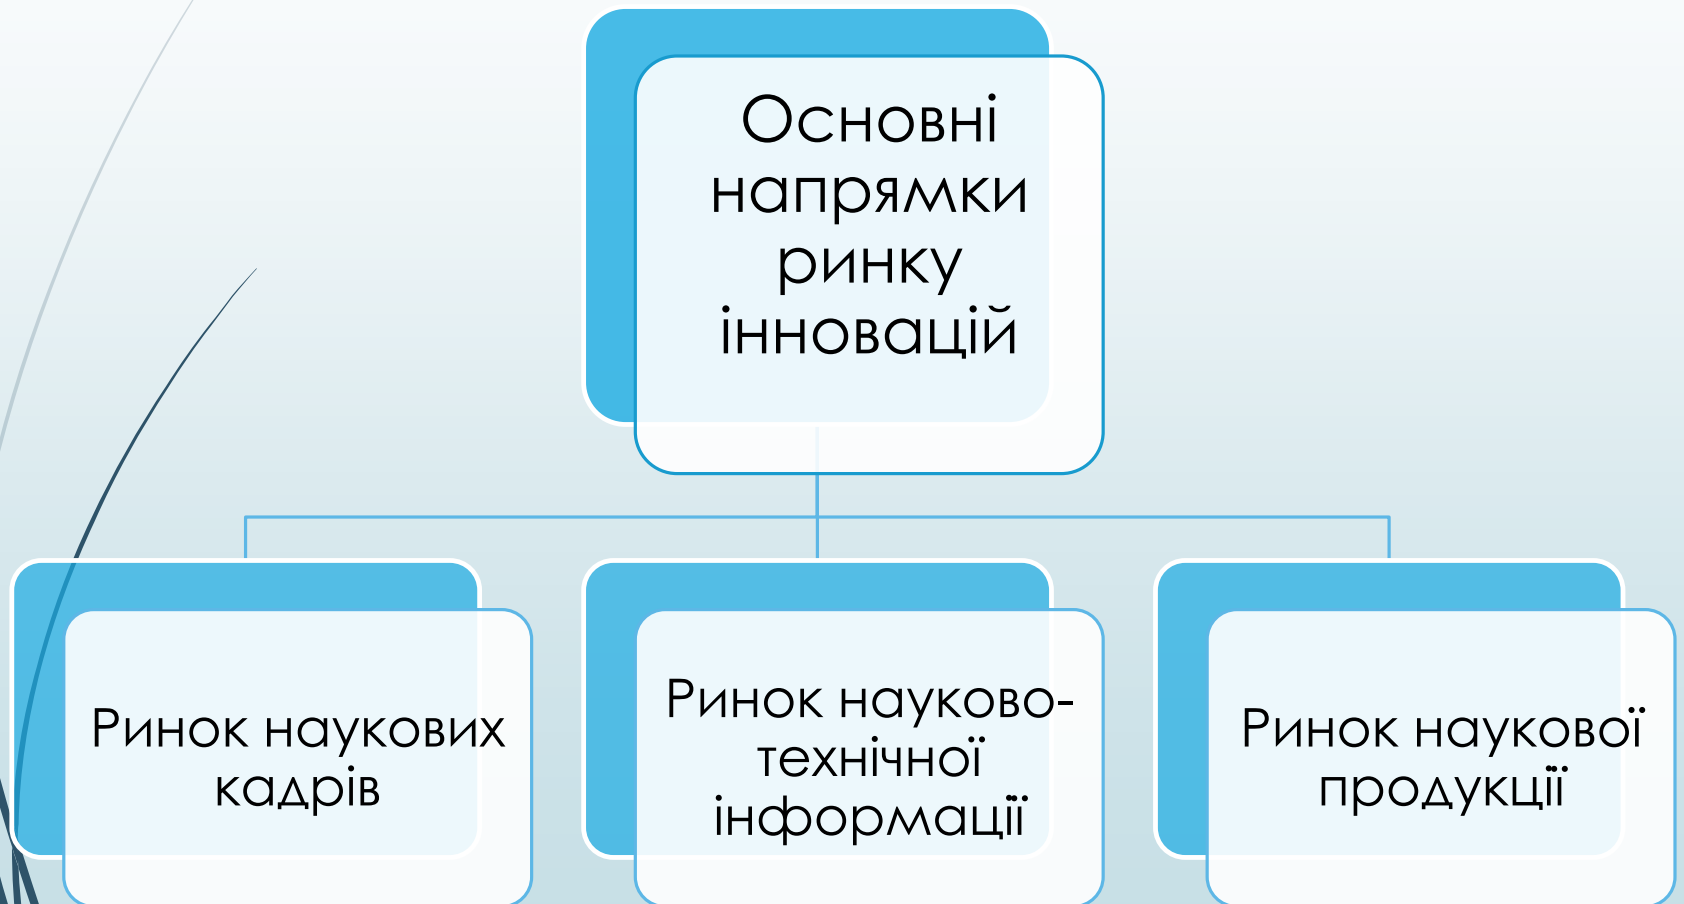 Основні
напрямки
ринку
інновацій
Ринок наукових
кадрів
Ринок науково-
технічної
інформації
Ринок наукової
продукції